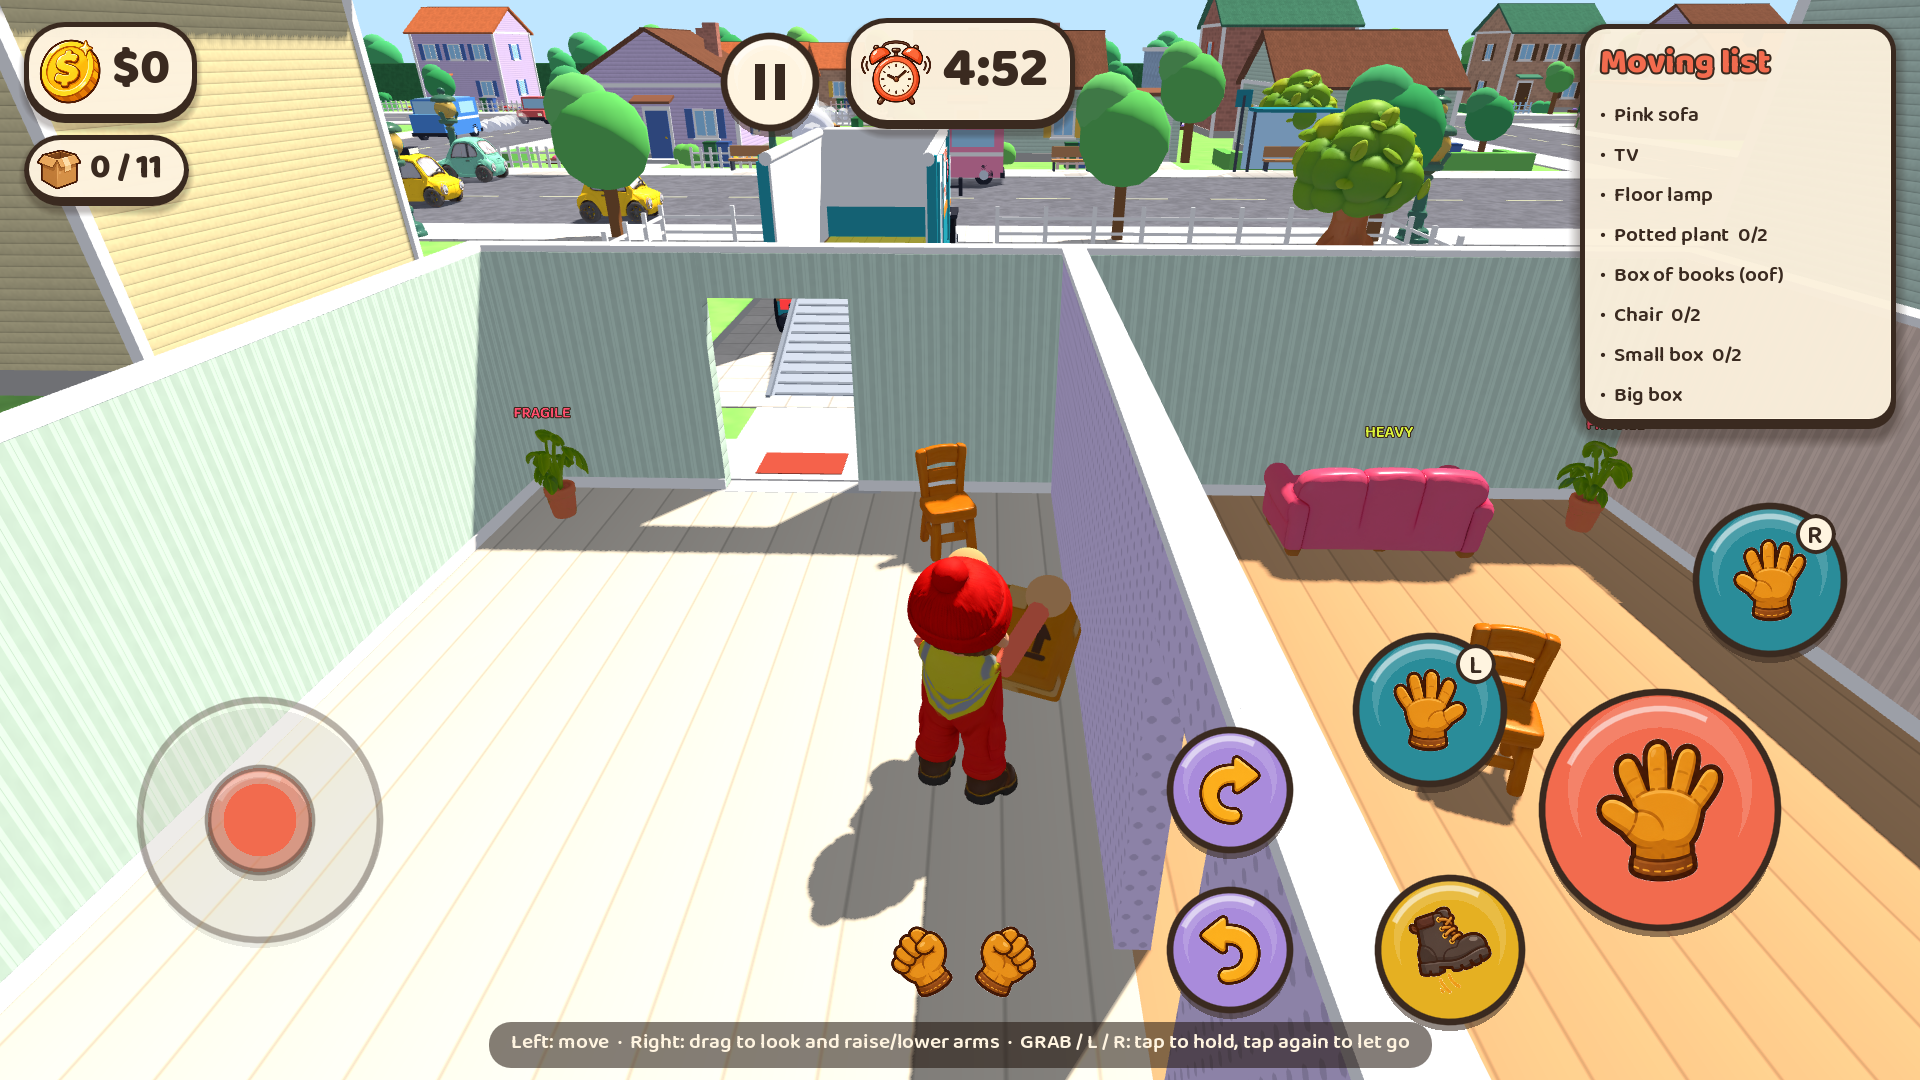 $0
0 / 11
4:52
Moving list
• Pink sofa
• TV
• Floor lamp
• Potted plant 0/2
• Box of books (oof)
• Chair 0/2
• Small box 0/2
• Big box
FRAGILE
HEAVY
R
L
Left: move · Right: drag to look and raise/lower arms · GRAB / L / R: tap to hold, tap again to let go